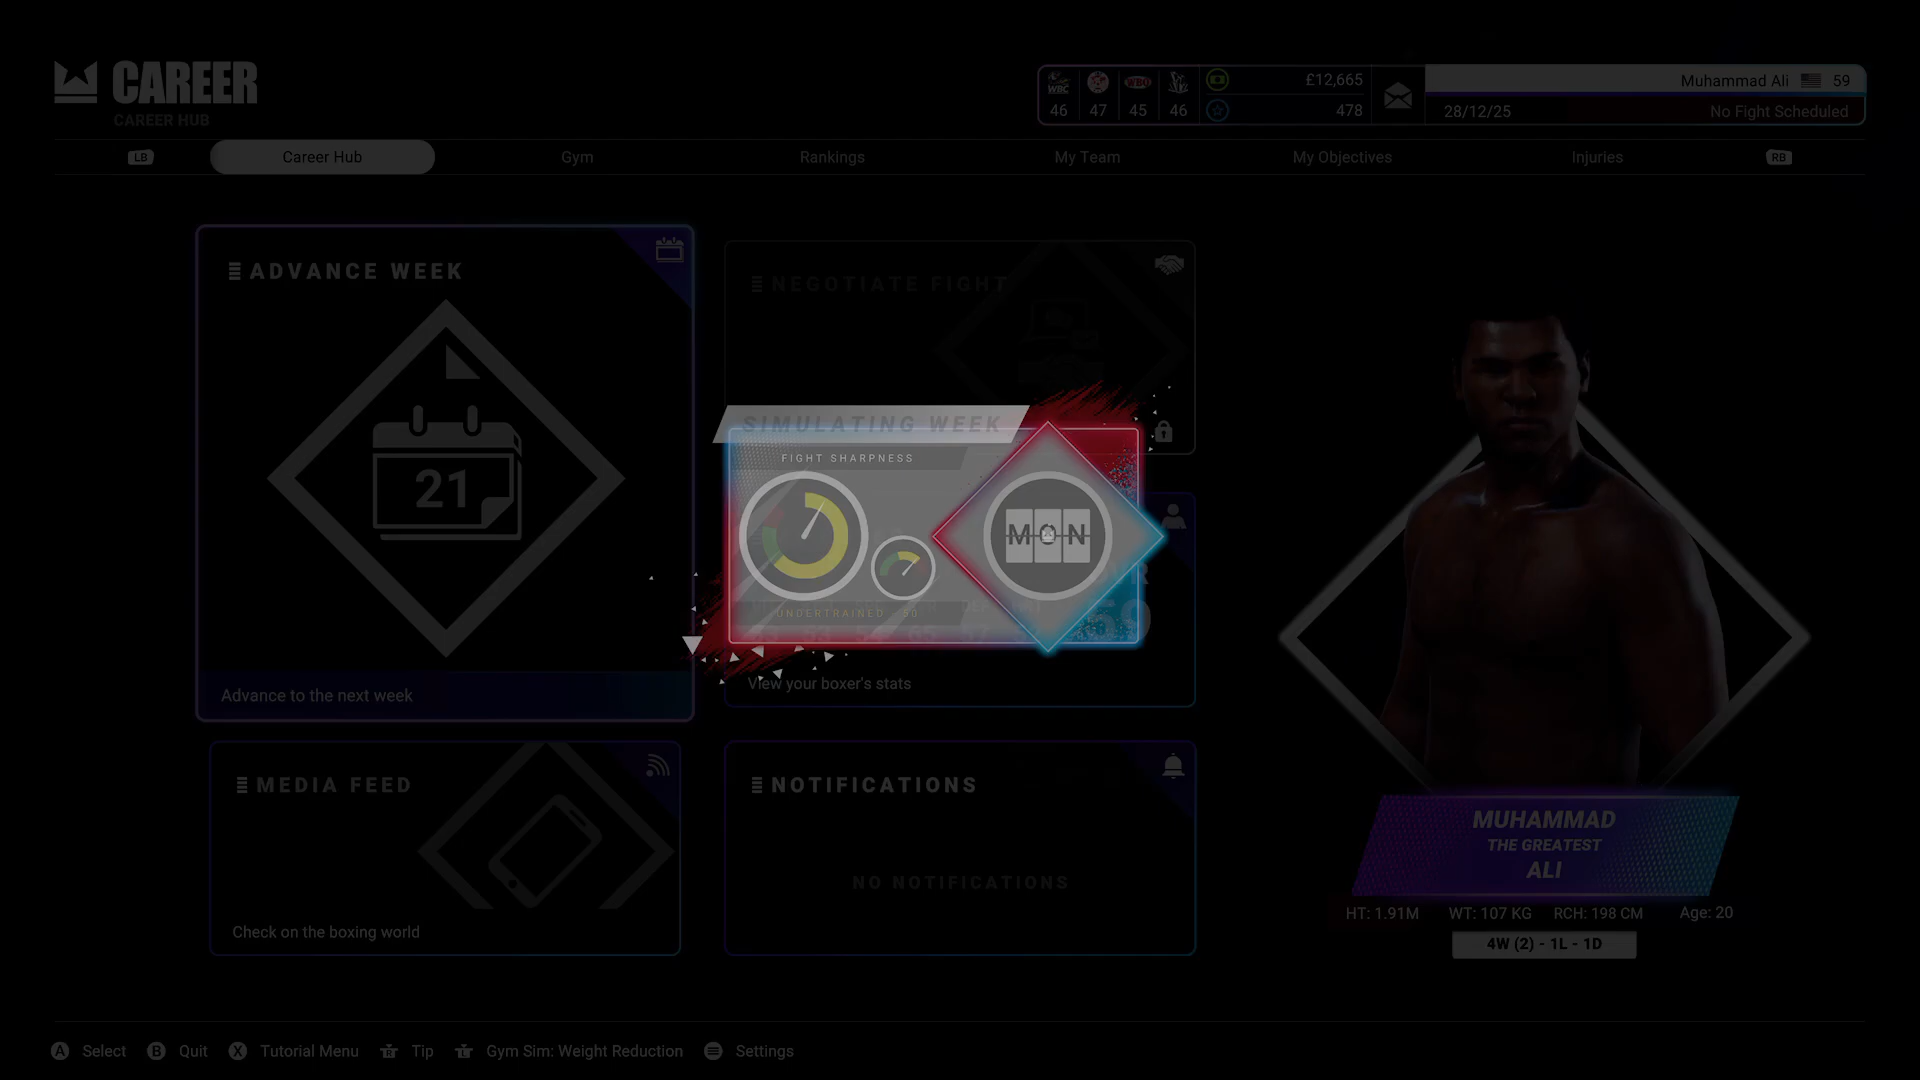 CAREER
CAREER HUB
WBC
WBO
46
47
45
46
£12,665
478
Muhammad Ali
59
28/12/25
No Fight Scheduled
LB
Career Hub
Gym
Rankings
My Team
My Objectives
Injuries
RB
ADVANCE WEEK
21
Advance to the next week
NEGOTIATE FIGHT
SIMULATING WEEK
FIGHT SHARPNESS
MON
UNDERTRAINED - 50
59
View your boxer's stats
MEDIA FEED
Check on the boxing world
NOTIFICATIONS
NO NOTIFICATIONS
MUHAMMAD
THE GREATEST
ALI
HT: 1.91M
WT: 107 KG
RCH: 198 CM
Age: 20
4W (2) - 1L - 1D
A Select
B Quit
X Tutorial Menu
R Tip
L Gym Sim: Weight Reduction
Settings